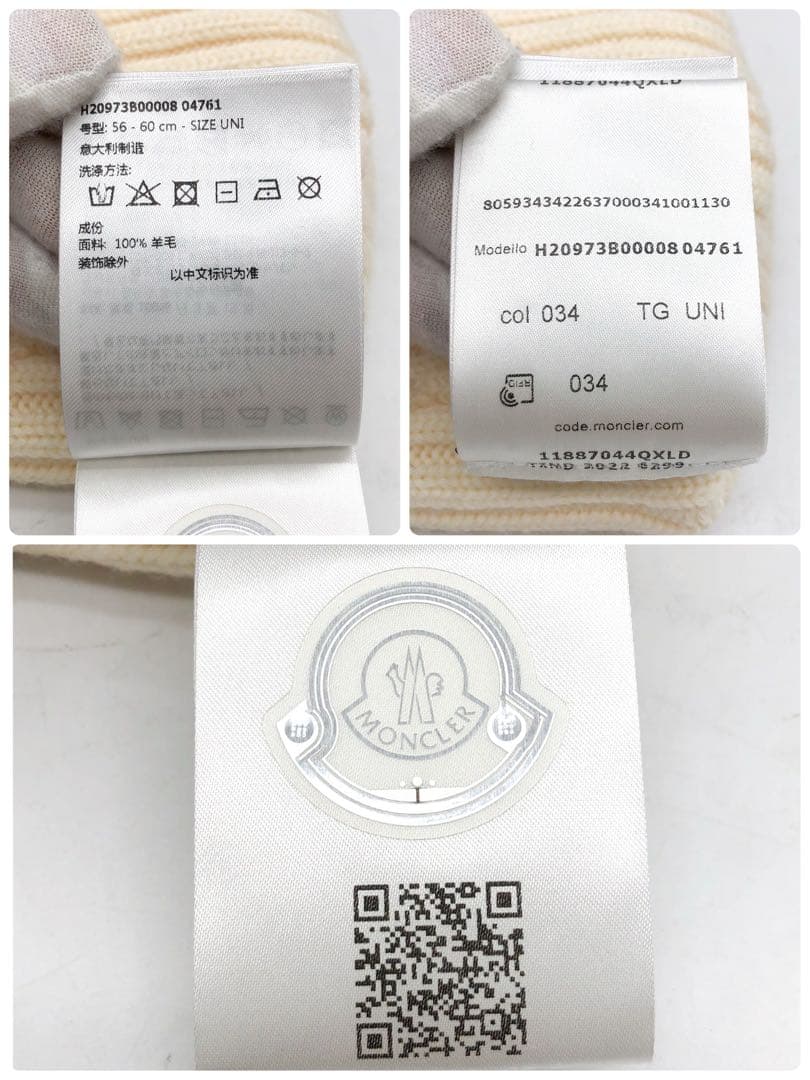 H20973B00008 04761
号型: 56 - 60 cm - SIZE UNI
意大利制造
洗涤方法:
成份
面料: 100% 羊毛
装饰除外
以中文标识为准
11887044QXLD
8059343422637000341001130
Modello H20973B00008 04761
col 034 TG UNI
RFID 034
code.moncler.com
11887044QXLD
MONCLER